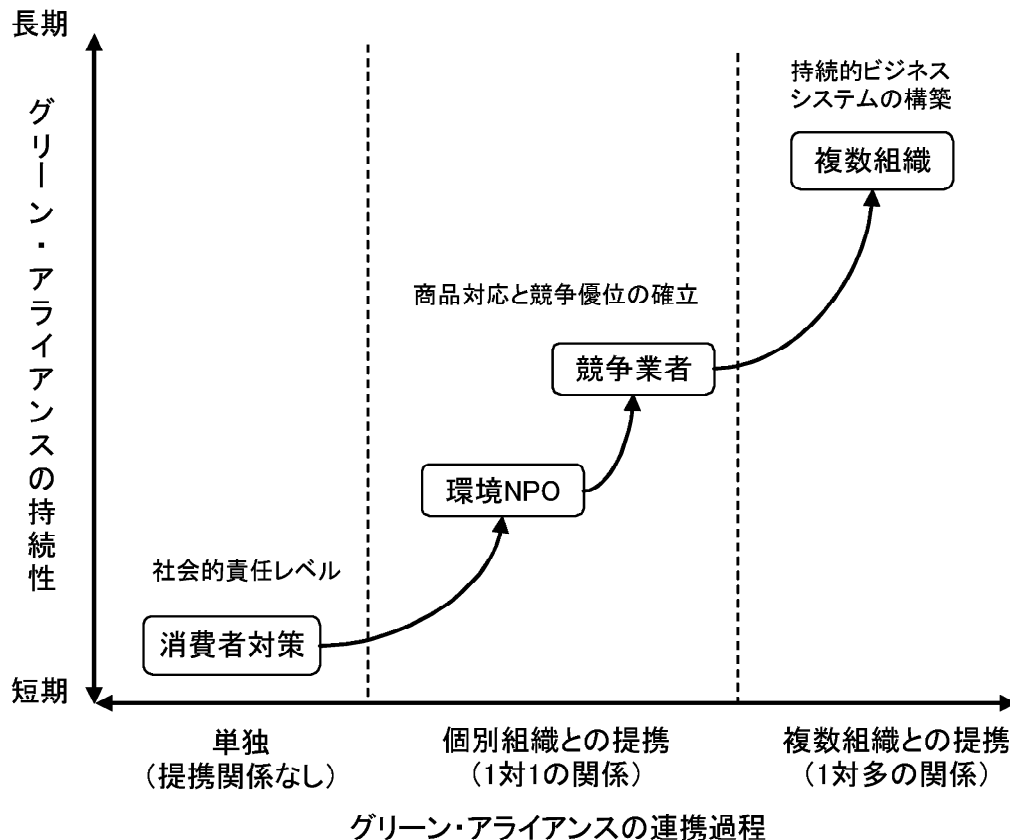 長期
グリーン・アライアンスの持続性
短期
持続的ビジネス
システムの構築
複数組織
商品対応と競争優位の確立
競争業者
環境NPO
社会的責任レベル
消費者対策
単独
（提携関係なし）
個別組織との提携
（1対1の関係）
複数組織との提携
（1対多の関係）
グリーン・アライアンスの連携過程